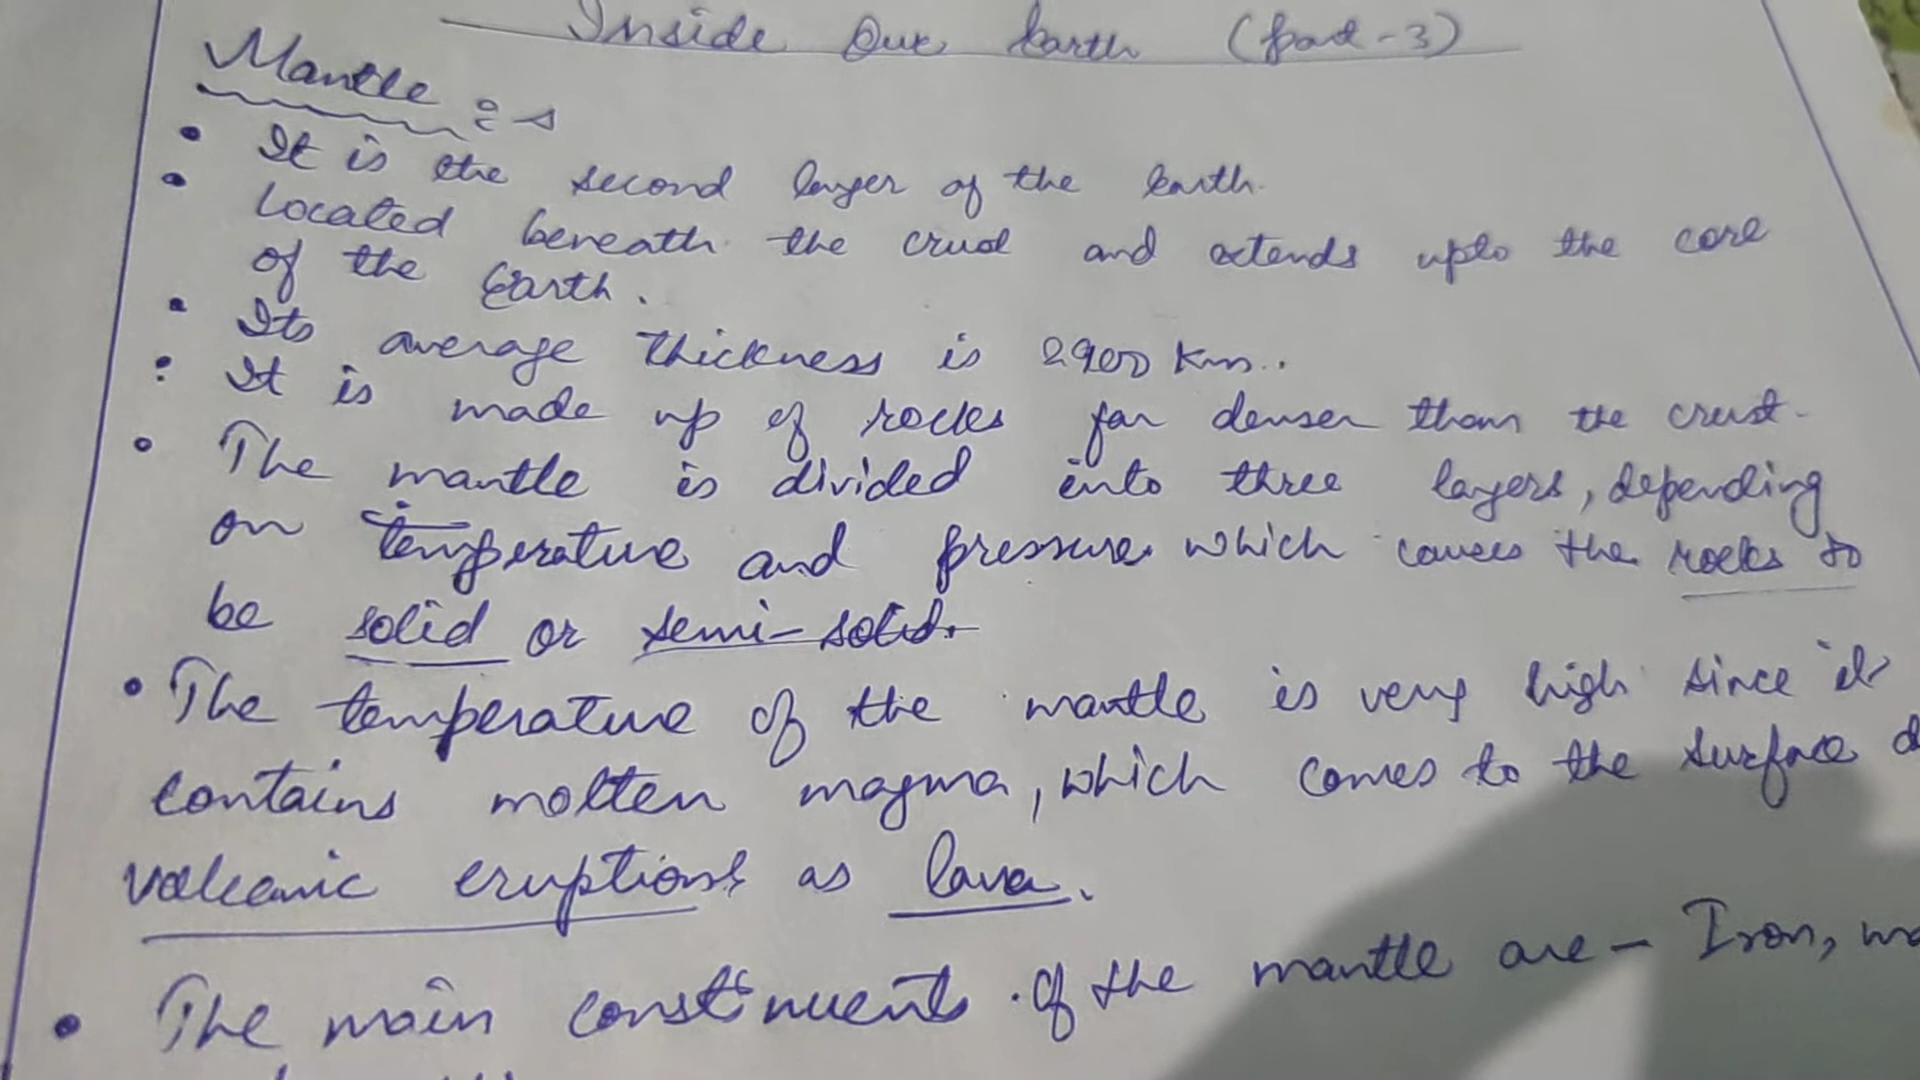 Inside Our Earth (Part-3)
Mantle :-
• It is the second layer of the Earth.
• Located beneath the crust and extends upto the core
of the Earth.
• Its average thickness is 2900 Km.
• It is made up of rocks far denser than the crust.
• The mantle is divided into three layers, depending
on temperature and pressure which causes the rocks to
be solid or semi-solid.
• The temperature of the mantle is very high since it
contains molten magma, which comes to the surface
volcanic eruptions as lava.
• The main constinuents of the mantle are - Iron,